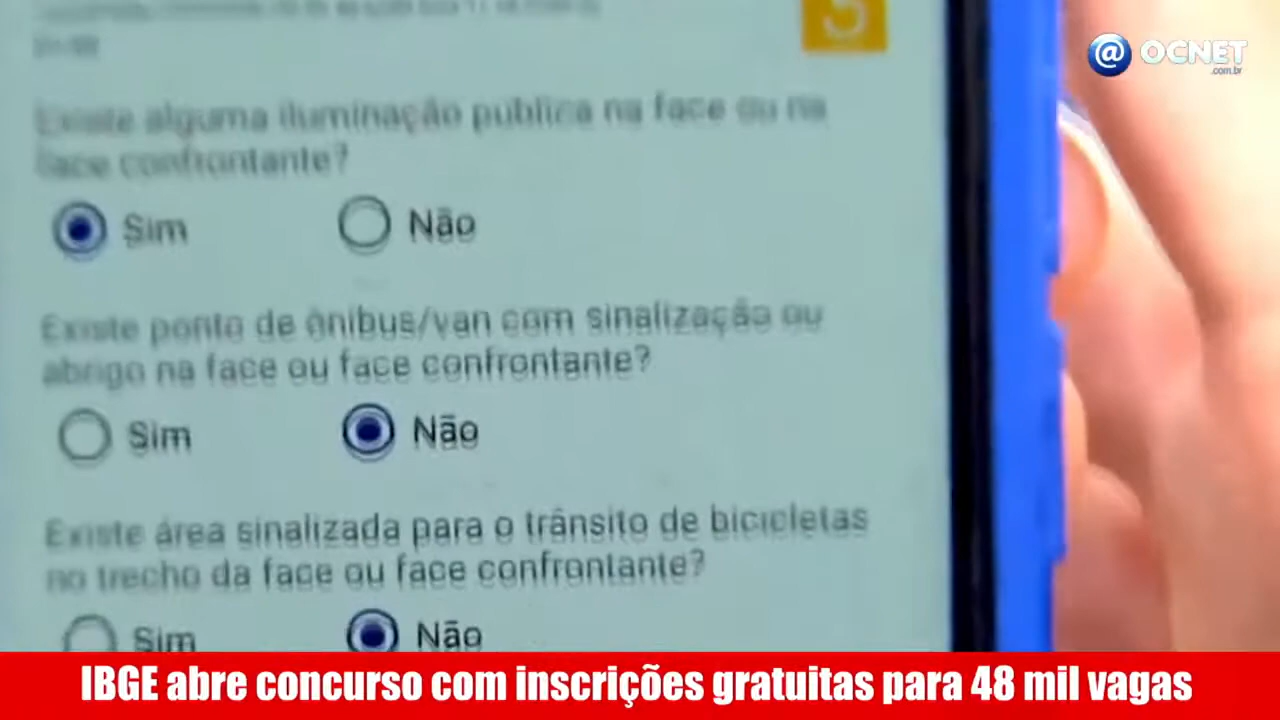 5
@ OCNET
.com.br
Existe alguma iluminação pública na face ou na
face confrontante?
Sim Não
Existe ponto de ônibus/van com sinalização ou
abrigo na face ou face confrontante?
Sim Não
Existe área sinalizada para o trânsito de bicicletas
no trecho da face ou face confrontante?
Sim Não
IBGE abre concurso com inscrições gratuitas para 48 mil vagas